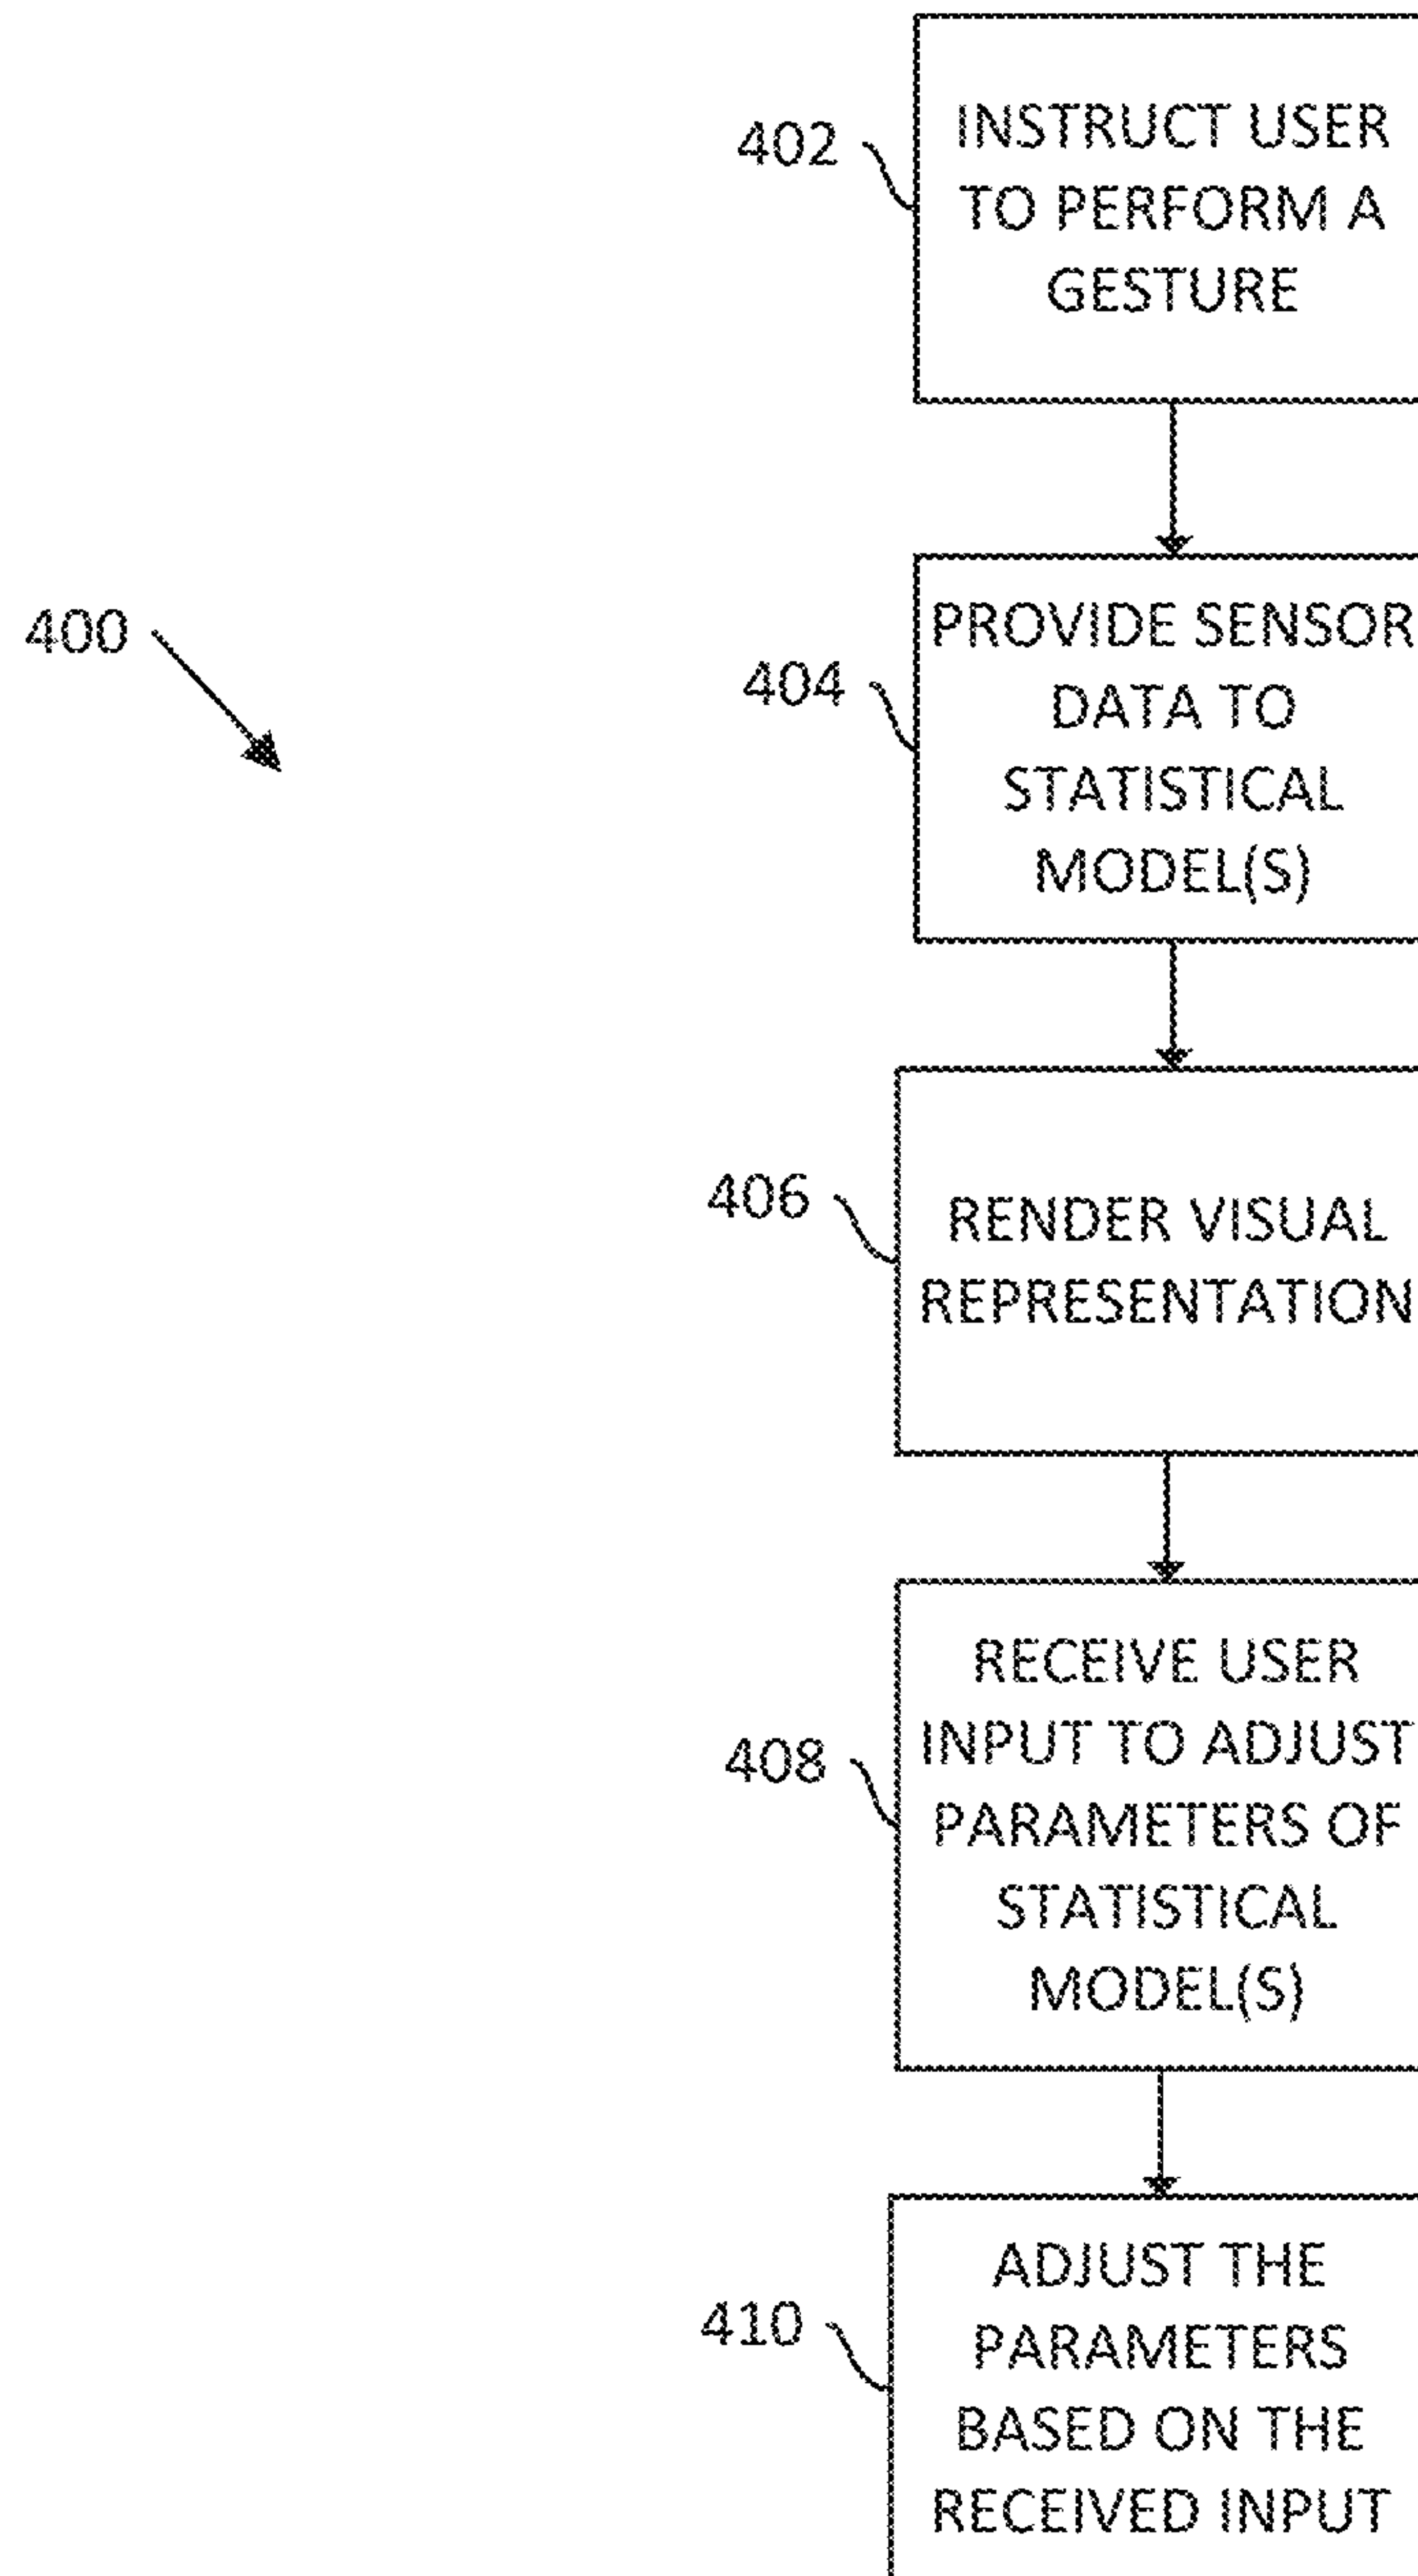 402
INSTRUCT USER
TO PERFORM A
GESTURE
400
404
PROVIDE SENSOR
DATA TO
STATISTICAL
MODEL(S)
406
RENDER VISUAL
REPRESENTATION
408
RECEIVE USER
INPUT TO ADJUST
PARAMETERS OF
STATISTICAL
MODEL(S)
410
ADJUST THE
PARAMETERS
BASED ON THE
RECEIVED INPUT